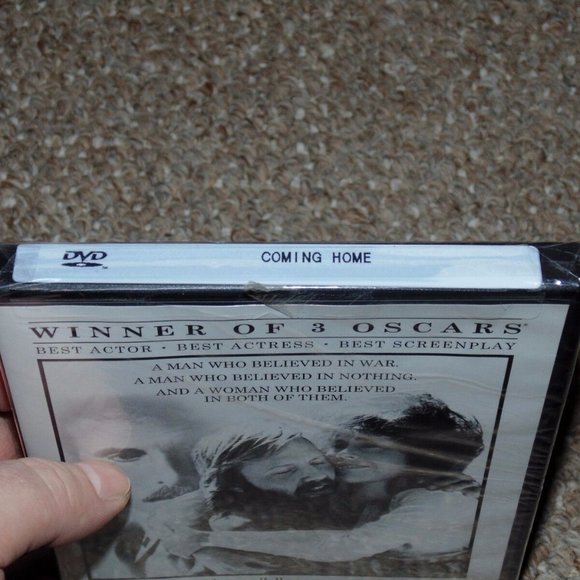 DVD
COMING HOME
WINNER OF 3 OSCARS®
BEST ACTOR · BEST ACTRESS · BEST SCREENPLAY
A MAN WHO BELIEVED IN WAR.
A MAN WHO BELIEVED IN NOTHING.
AND A WOMAN WHO BELIEVED
IN BOTH OF THEM.